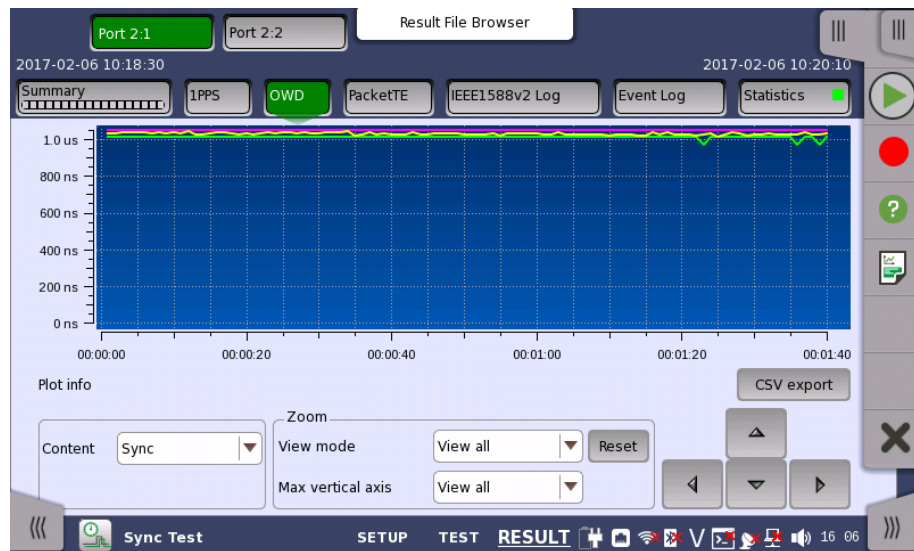 Result File Browser
Port 2:1 Port 2:2
2017-02-06 10:18:30 2017-02-06 10:20:10
Summary 1PPS OWD PacketTE IEEE1588v2 Log Event Log Statistics
1.0 us
800 ns
600 ns
400 ns
200 ns
0 ns
00:00:00 00:00:20 00:00:40 00:01:00 00:01:20 00:01:40
Plot info CSV export
Zoom
Content Sync View mode View all Reset
Max vertical axis View all
((( Sync Test SETUP TEST RESULT V 16 06 )))